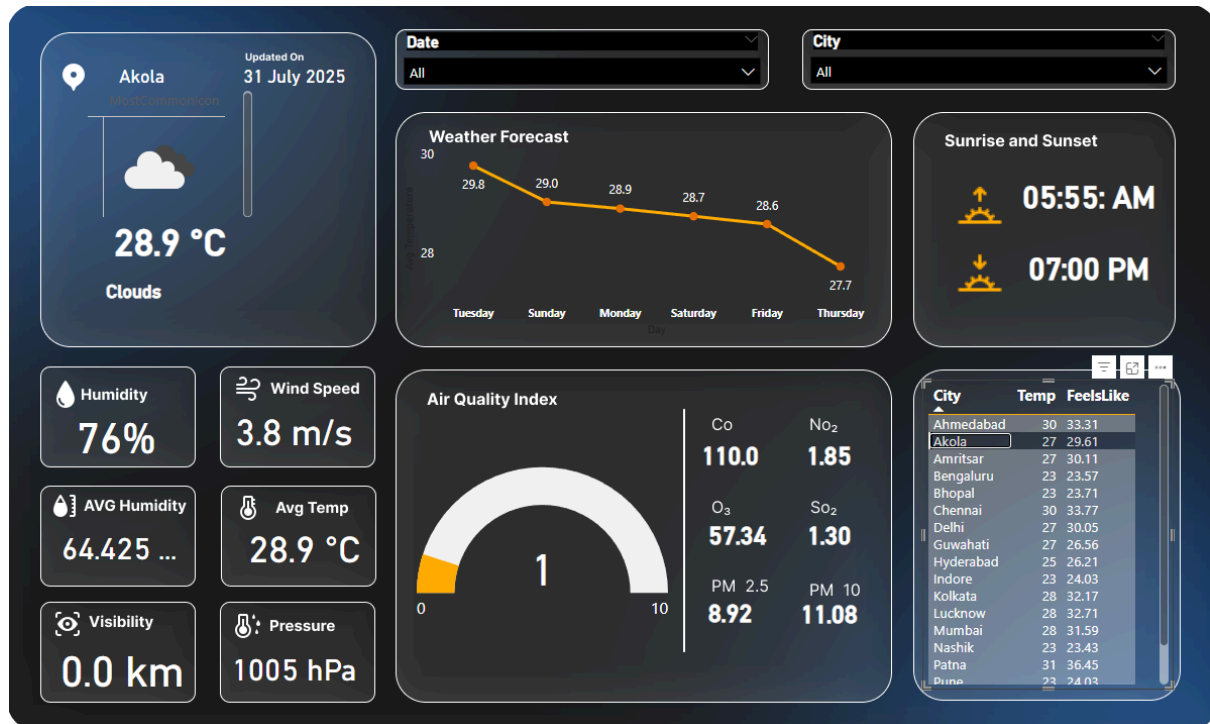 Akola
Updated On
31 July 2025
MostCommonIcon
28.9 °C
Clouds
Date
All
City
All
Weather Forecast
30
28
Avg Temperature
29.8
29.0
28.9
28.7
28.6
27.7
Tuesday Sunday Monday Saturday Friday Thursday
Day
Sunrise and Sunset
05:55: AM
07:00 PM
Humidity
76%
Wind Speed
3.8 m/s
AVG Humidity
64.425 ...
Avg Temp
28.9 °C
Visibility
0.0 km
Pressure
1005 hPa
Air Quality Index
1
0
10
Co No₂
110.0 1.85
O₃ So₂
57.34 1.30
PM 2.5 PM 10
8.92 11.08
City Temp FeelsLike
Ahmedabad 30 33.31
Akola 27 29.61
Amritsar 27 30.11
Bengaluru 23 23.57
Bhopal 23 23.71
Chennai 30 33.77
Delhi 27 30.05
Guwahati 27 26.56
Hyderabad 25 26.21
Indore 23 24.03
Kolkata 28 32.17
Lucknow 28 32.71
Mumbai 28 31.59
Nashik 23 23.43
Patna 31 36.45
Pune 23 24.03